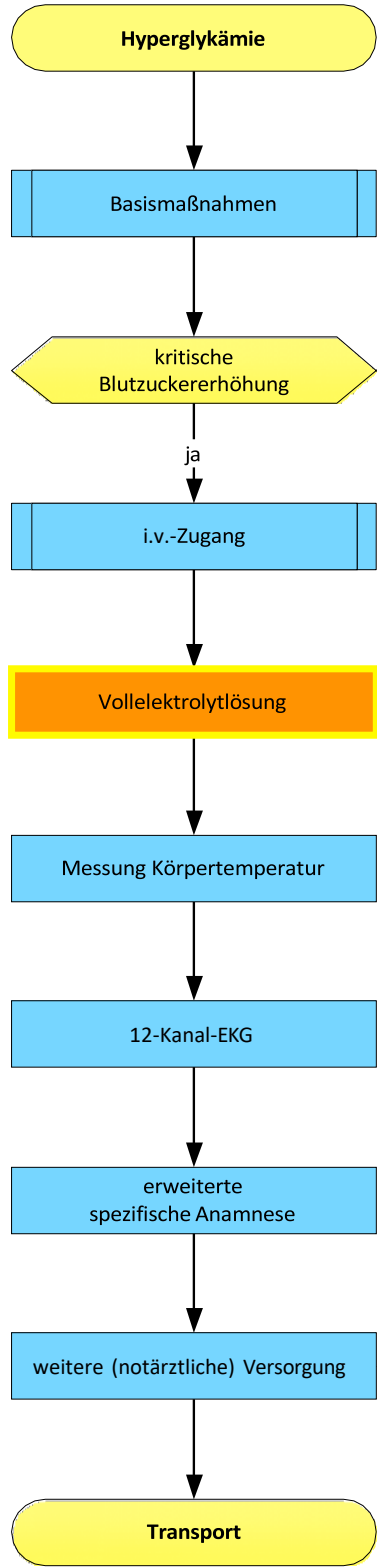 Hyperglykämie
Basismaßnahmen
kritische
Blutzuckererhöhung
ja
i.v.-Zugang
Vollelektrolytlösung
Messung Körpertemperatur
12-Kanal-EKG
erweiterte
spezifische Anamnese
weitere (notärztliche) Versorgung
Transport